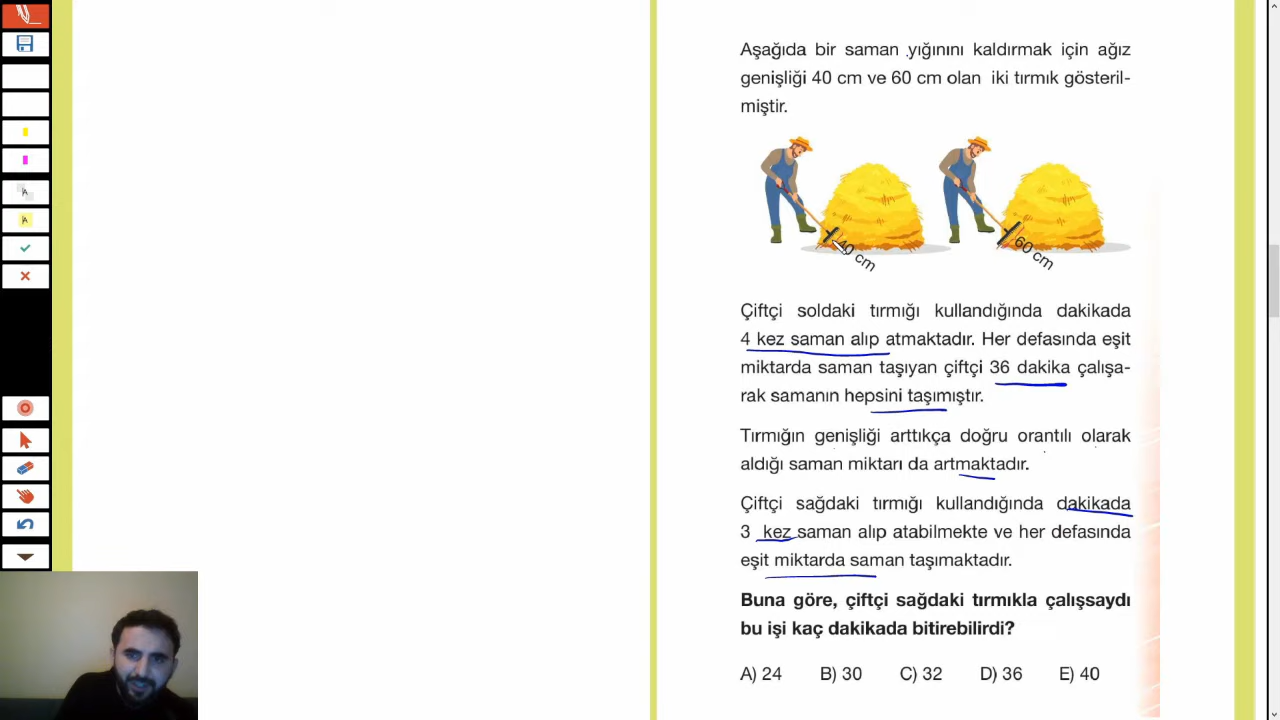 Aşağıda bir saman yığınını kaldırmak için ağız
genişliği 40 cm ve 60 cm olan iki tırmık gösteril-
miştir.
40 cm
60 cm
Çiftçi soldaki tırmığı kullandığında dakikada
4 kez saman alıp atmaktadır. Her defasında eşit
miktarda saman taşıyan çiftçi 36 dakika çalışa-
rak samanın hepsini taşımıştır.
Tırmığın genişliği arttıkça doğru orantılı olarak
aldığı saman miktarı da artmaktadır.
Çiftçi sağdaki tırmığı kullandığında dakikada
3 kez saman alıp atabilmekte ve her defasında
eşit miktarda saman taşımaktadır.
Buna göre, çiftçi sağdaki tırmıkla çalışsaydı
bu işi kaç dakikada bitirebilirdi?
A) 24 B) 30 C) 32 D) 36 E) 40